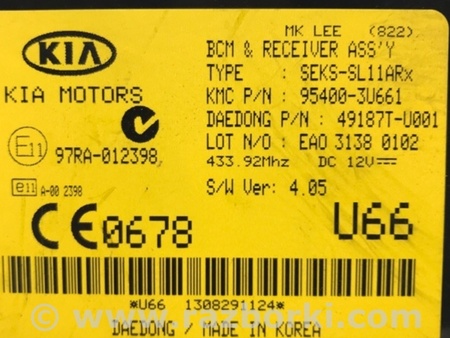 MK LEE (822)
KIA
BCM & RECEIVER ASS'Y
TYPE : SEKS-SL11ARx
KIA MOTORS
KMC P/N : 95400-3U661
DAEDONG P/N : 49187T-U001
E11 97RA-012398
LOT N/O : EAO 3138 0102
433.92Mhz DC 12V
e11 A-00 2398
S/W Ver: 4.05
CE0678
U66
*U66 1308291124*
DAEDONG / MADE IN KOREA
www.razborki.com